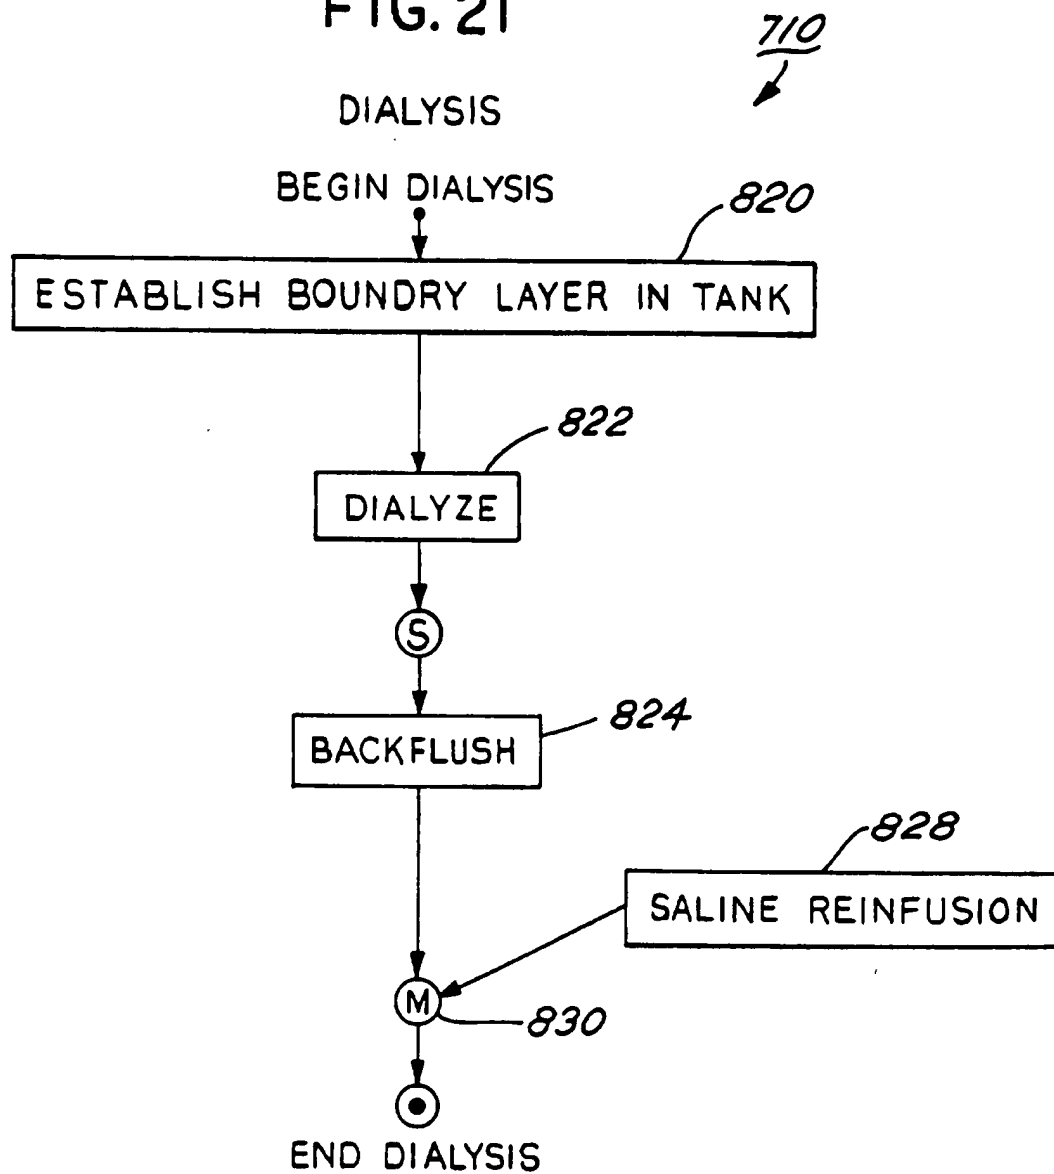 FIG. 21
710
DIALYSIS
BEGIN DIALYSIS
820
ESTABLISH BOUNDRY LAYER IN TANK
822
DIALYZE
S
824
BACKFLUSH
828
SALINE REINFUSION
M
830
END DIALYSIS